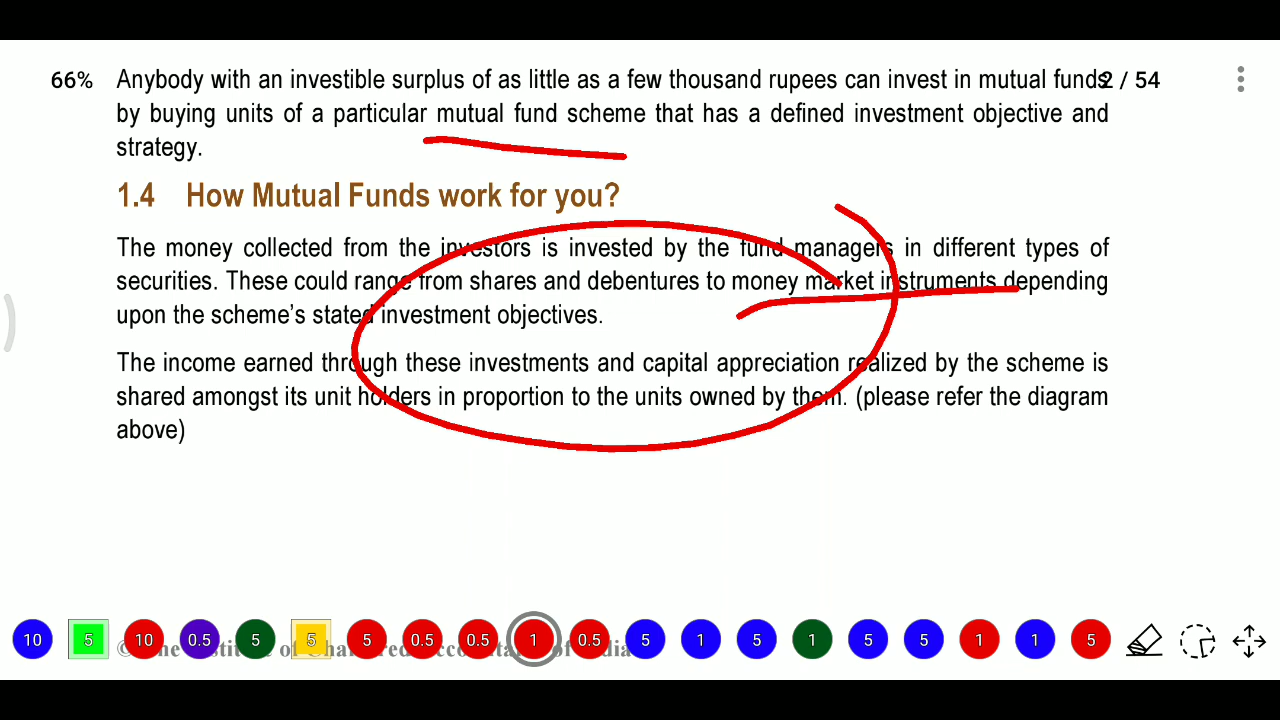 66% Anybody with an investible surplus of as little as a few thousand rupees can invest in mutual funds 2 / 54
by buying units of a particular mutual fund scheme that has a defined investment objective and
strategy.
1.4 How Mutual Funds work for you?
The money collected from the investors is invested by the fund managers in different types of
securities. These could range from shares and debentures to money market instruments depending
upon the scheme's stated investment objectives.
The income earned through these investments and capital appreciation realized by the scheme is
shared amongst its unit holders in proportion to the units owned by them. (please refer the diagram
above)
10 5 10 0.5 5 5 5 0.5 0.5 1 0.5 5 1 5 1 5 5 1 1 5
© The Institute of Chartered Accountants of India